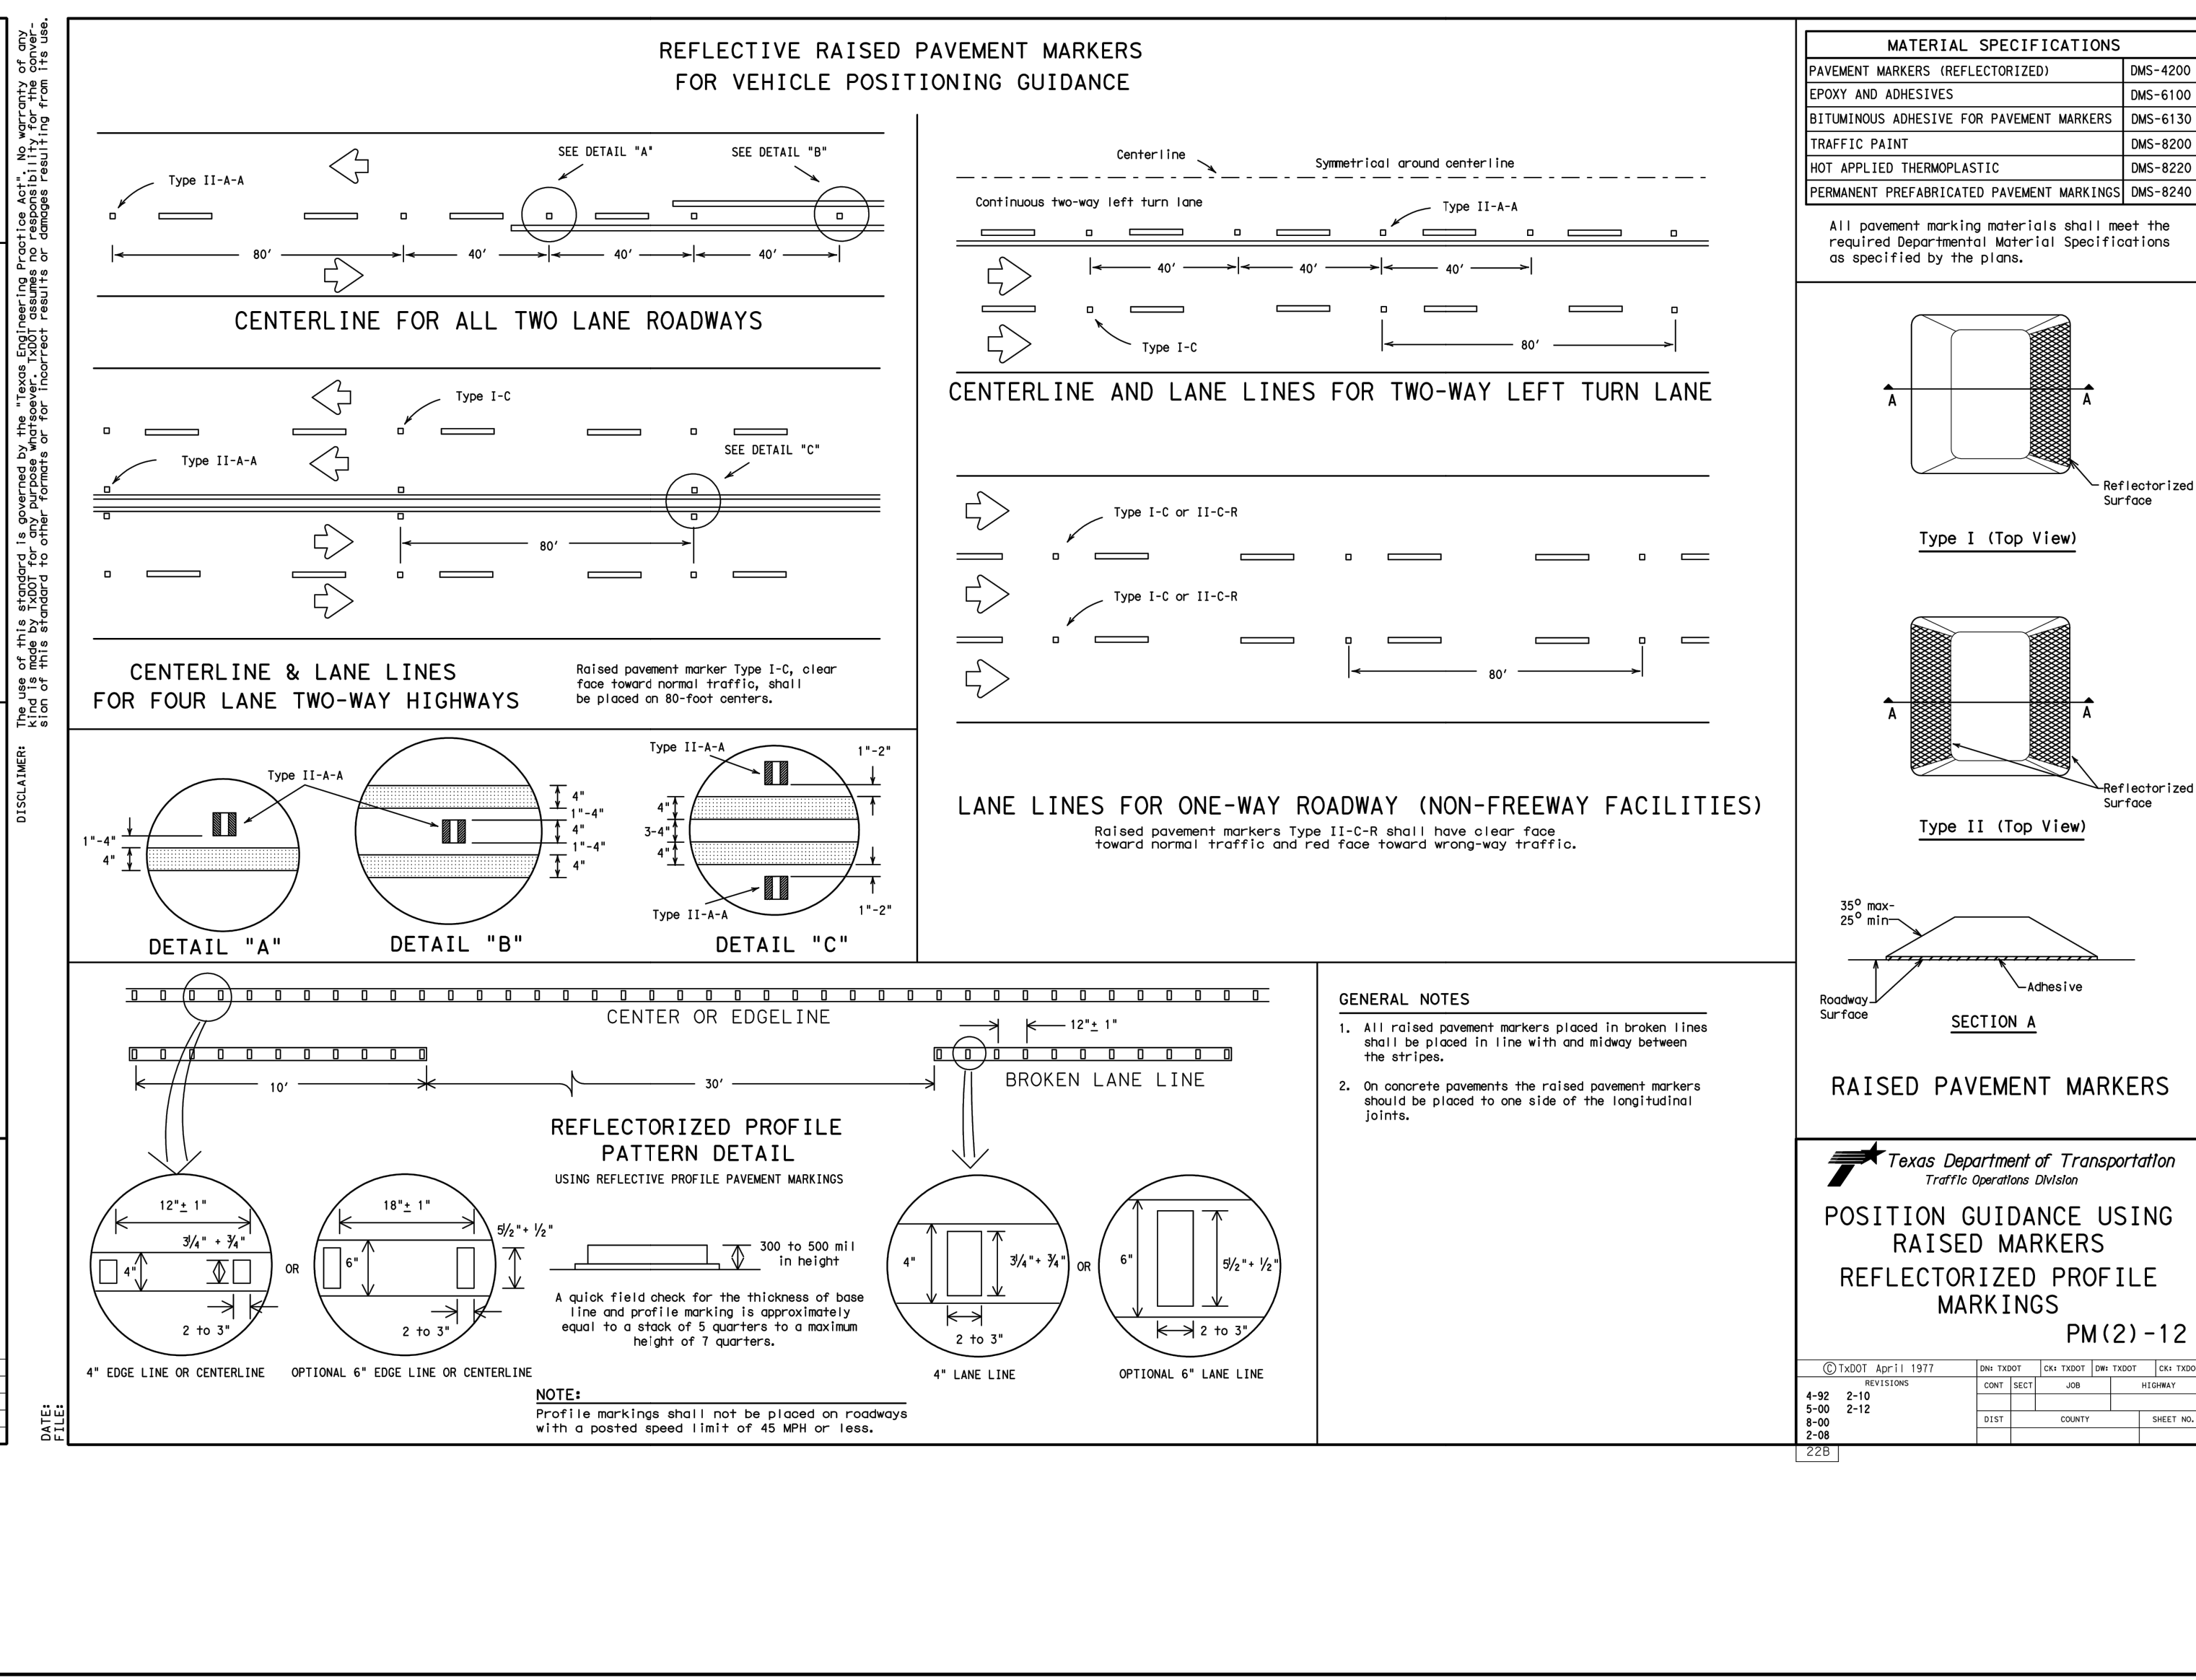 DISCLAIMER:
The use of this standard is governed by the "Texas Engineering Practice Act". No warranty of any
kind is made by TxDOT for any purpose whatsoever. TxDOT assumes no responsibility for the conver-
sion of this standard to other formats or for incorrect results or damages resulting from its use.
DATE:
FILE:
REFLECTIVE RAISED PAVEMENT MARKERS
FOR VEHICLE POSITIONING GUIDANCE
Type II-A-A
SEE DETAIL "A"
SEE DETAIL "B"
80'
40'
40'
40'
CENTERLINE FOR ALL TWO LANE ROADWAYS
Type I-C
Type II-A-A
SEE DETAIL "C"
80'
CENTERLINE & LANE LINES
FOR FOUR LANE TWO-WAY HIGHWAYS
Raised pavement marker Type I-C, clear
face toward normal traffic, shall
be placed on 80-foot centers.
Centerline
Symmetrical around centerline
Continuous two-way left turn lane
Type II-A-A
40'
40'
40'
Type I-C
80'
CENTERLINE AND LANE LINES FOR TWO-WAY LEFT TURN LANE
Type I-C or II-C-R
Type I-C or II-C-R
80'
LANE LINES FOR ONE-WAY ROADWAY (NON-FREEWAY FACILITIES)
Raised pavement markers Type II-C-R shall have clear face
toward normal traffic and red face toward wrong-way traffic.
Type II-A-A
1"-4"
4"
DETAIL "A"
4"
1"-4"
4"
1"-4"
4"
DETAIL "B"
Type II-A-A
1"-2"
4"
3-4"
4"
Type II-A-A
1"-2"
DETAIL "C"
CENTER OR EDGELINE
12"± 1"
10'
30'
BROKEN LANE LINE
REFLECTORIZED PROFILE
PATTERN DETAIL
USING REFLECTIVE PROFILE PAVEMENT MARKINGS
12"± 1"
3¼" + ¾"
4"
2 to 3"
4" EDGE LINE OR CENTERLINE
OR
18"± 1"
5½"+ ½"
6"
2 to 3"
OPTIONAL 6" EDGE LINE OR CENTERLINE
300 to 500 mil
in height
A quick field check for the thickness of base
line and profile marking is approximately
equal to a stack of 5 quarters to a maximum
height of 7 quarters.
4"
3¼"+ ¾"
2 to 3"
4" LANE LINE
OR
6"
5½"+ ½"
2 to 3"
OPTIONAL 6" LANE LINE
NOTE:
Profile markings shall not be placed on roadways
with a posted speed limit of 45 MPH or less.
GENERAL NOTES
1. All raised pavement markers placed in broken lines
shall be placed in line with and midway between
the stripes.
2. On concrete pavements the raised pavement markers
should be placed to one side of the longitudinal
joints.
MATERIAL SPECIFICATIONS
PAVEMENT MARKERS (REFLECTORIZED) DMS-4200
EPOXY AND ADHESIVES DMS-6100
BITUMINOUS ADHESIVE FOR PAVEMENT MARKERS DMS-6130
TRAFFIC PAINT DMS-8200
HOT APPLIED THERMOPLASTIC DMS-8220
PERMANENT PREFABRICATED PAVEMENT MARKINGS DMS-8240
All pavement marking materials shall meet the
required Departmental Material Specifications
as specified by the plans.
A
A
Reflectorized
Surface
Type I (Top View)
A
A
Reflectorized
Surface
Type II (Top View)
35° max-
25° min
Adhesive
Roadway
Surface
SECTION A
RAISED PAVEMENT MARKERS
Texas Department of Transportation
Traffic Operations Division
POSITION GUIDANCE USING
RAISED MARKERS
REFLECTORIZED PROFILE
MARKINGS
PM(2)-12
© TxDOT April 1977
DN: TXDOT
CK: TXDOT
DW: TXDOT
CK: TXDO
REVISIONS
4-92 2-10
5-00 2-12
8-00
2-08
CONT
SECT
JOB
HIGHWAY
DIST
COUNTY
SHEET NO.
22B